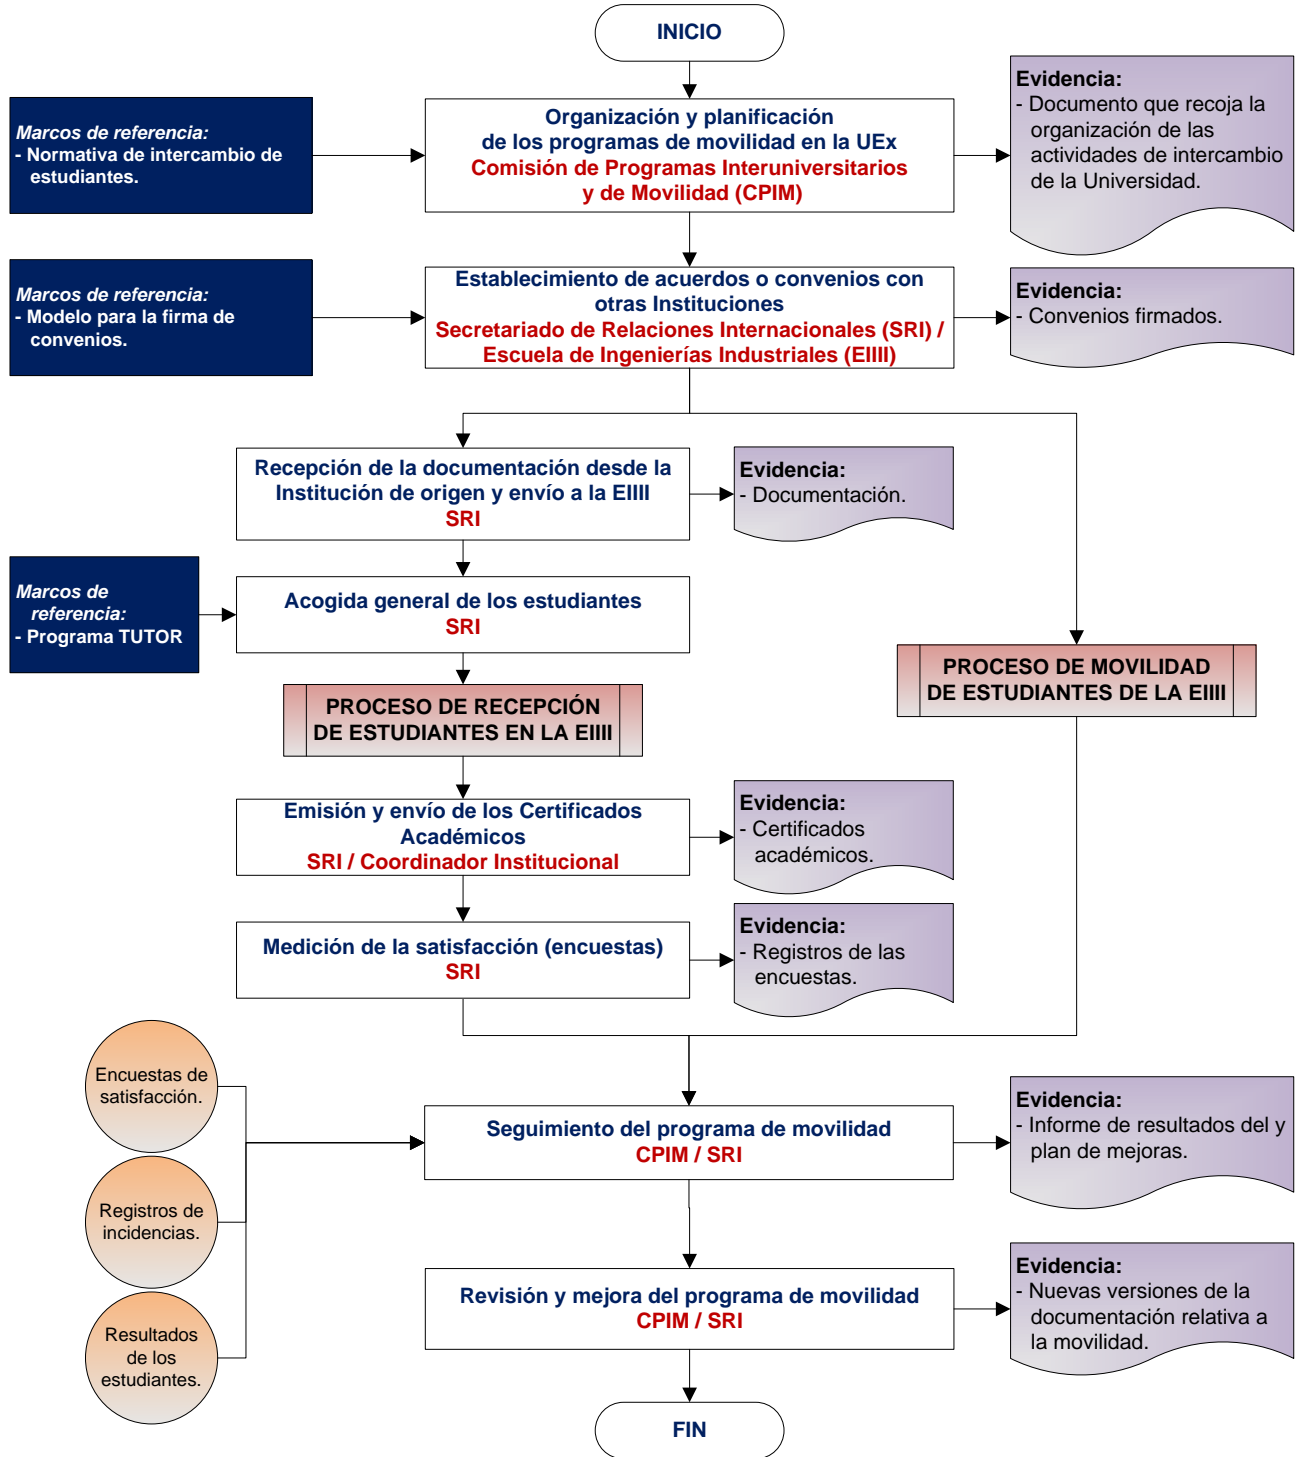 INICIO
Marcos de referencia:
- Normativa de intercambio de
estudiantes.
Organización y planificación
de los programas de movilidad en la UEx
Comisión de Programas Interuniversitarios
y de Movilidad (CPIM)
Evidencia:
- Documento que recoja la
organización de las
actividades de intercambio
de la Universidad.
Marcos de referencia:
- Modelo para la firma de
convenios.
Establecimiento de acuerdos o convenios con
otras Instituciones
Secretariado de Relaciones Internacionales (SRI) /
Escuela de Ingenierías Industriales (EIIII)
Evidencia:
- Convenios firmados.
Recepción de la documentación desde la
Institución de origen y envío a la EIIII
SRI
Evidencia:
- Documentación.
Marcos de
referencia:
- Programa TUTOR
Acogida general de los estudiantes
SRI
PROCESO DE RECEPCIÓN
DE ESTUDIANTES EN LA EIIII
PROCESO DE MOVILIDAD
DE ESTUDIANTES DE LA EIIII
Emisión y envío de los Certificados
Académicos
SRI / Coordinador Institucional
Evidencia:
- Certificados
académicos.
Medición de la satisfacción (encuestas)
SRI
Evidencia:
- Registros de las
encuestas.
Encuestas de
satisfacción.
Registros de
incidencias.
Resultados
de los
estudiantes.
Seguimiento del programa de movilidad
CPIM / SRI
Evidencia:
- Informe de resultados del y
plan de mejoras.
Revisión y mejora del programa de movilidad
CPIM / SRI
Evidencia:
- Nuevas versiones de la
documentación relativa a
la movilidad.
FIN